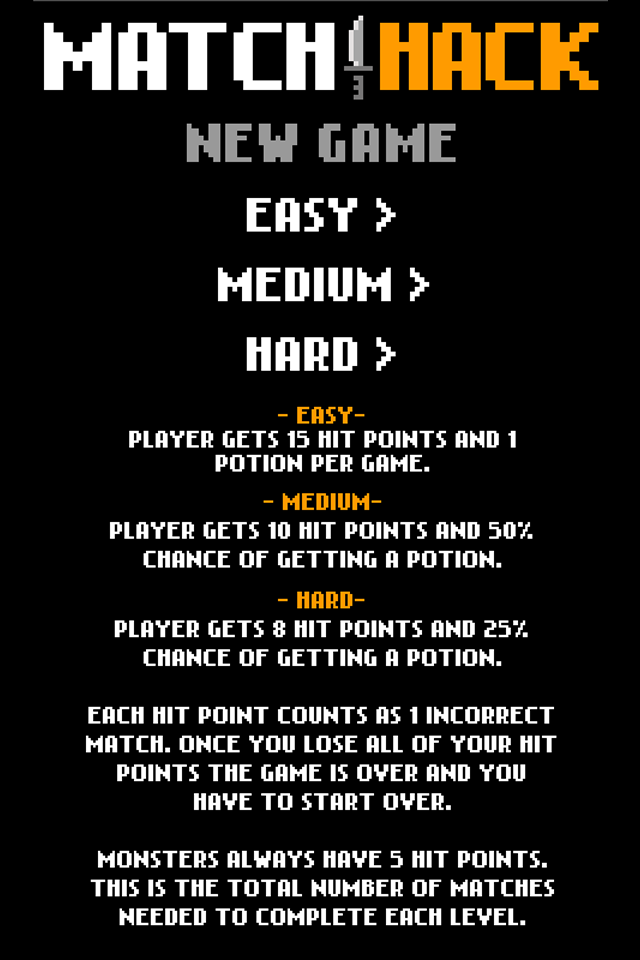 MATCH HACK
NEW GAME
EASY >
MEDIUM >
HARD >
- EASY-
PLAYER GETS 15 HIT POINTS AND 1
POTION PER GAME.
- MEDIUM-
PLAYER GETS 10 HIT POINTS AND 50%
CHANCE OF GETTING A POTION.
- HARD-
PLAYER GETS 8 HIT POINTS AND 25%
CHANCE OF GETTING A POTION.
EACH HIT POINT COUNTS AS 1 INCORRECT
MATCH. ONCE YOU LOSE ALL OF YOUR HIT
POINTS THE GAME IS OVER AND YOU
HAVE TO START OVER.
MONSTERS ALWAYS HAVE 5 HIT POINTS.
THIS IS THE TOTAL NUMBER OF MATCHES
NEEDED TO COMPLETE EACH LEVEL.